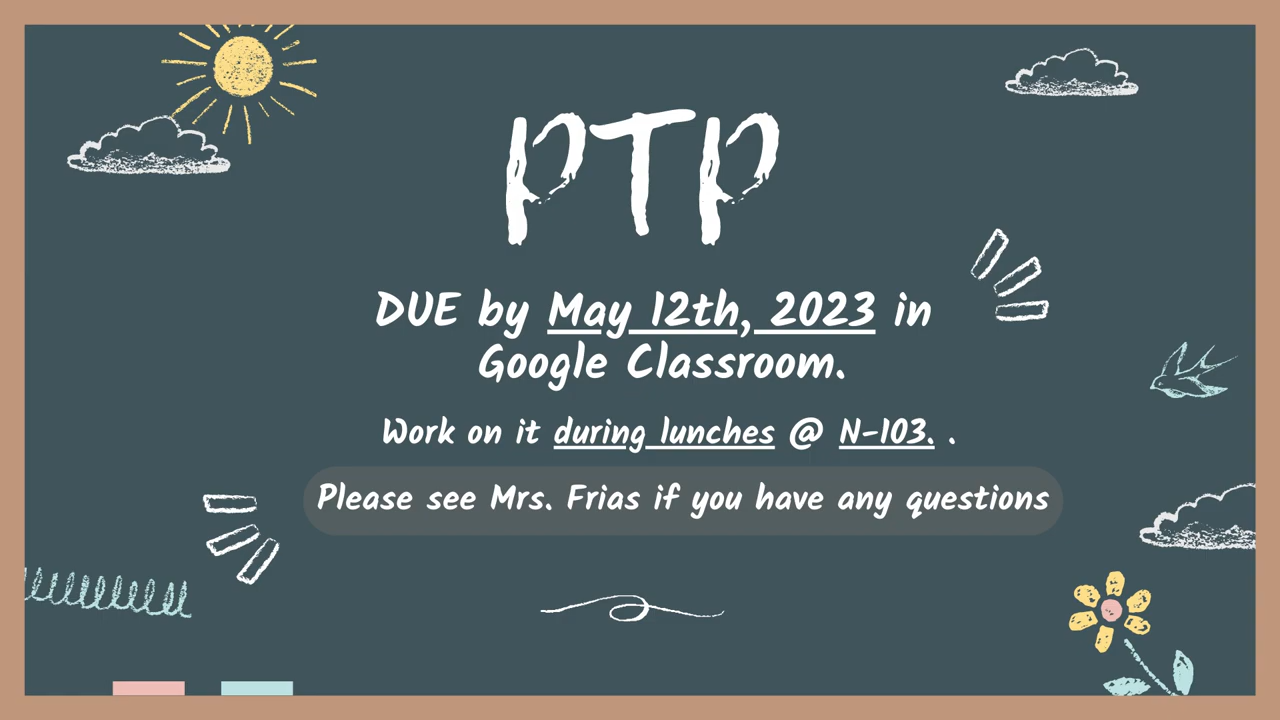 PTP
DUE by May 12th, 2023 in
Google Classroom.
Work on it during lunches @ N-103. .
Please see Mrs. Frias if you have any questions